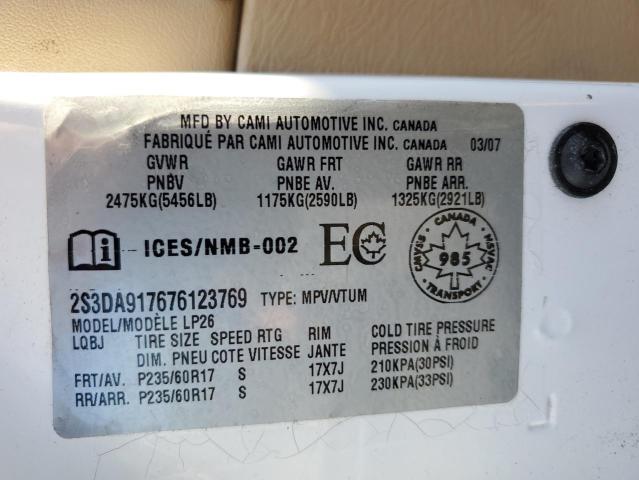 MFD BY CAMI AUTOMOTIVE INC. CANADA
FABRIQUÉ PAR CAMI AUTOMOTIVE INC. CANADA 03/07
GVWR GAWR FRT GAWR RR
PNBV PNBE AV. PNBE ARR.
2475KG(5456LB) 1175KG(2590LB) 1325KG(2921LB)
ICES/NMB-002 EC CANADA CMVSS NSVAC 985 TRANSPORT
2S3DA917676123769 TYPE: MPV/VTUM
MODEL/MODÈLE LP26
LQBJ TIRE SIZE SPEED RTG RIM COLD TIRE PRESSURE
DIM. PNEU COTE VITESSE JANTE PRESSION À FROID
FRT/AV. P235/60R17 S 17X7J 210KPA(30PSI)
RR/ARR. P235/60R17 S 17X7J 230KPA(33PSI)